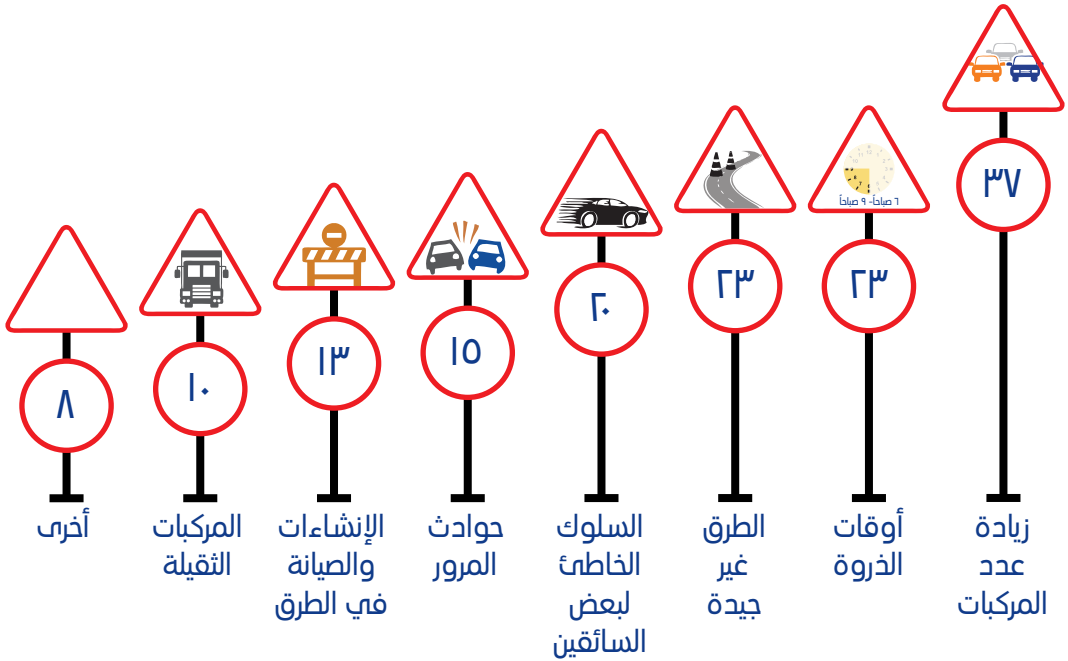 ٣٧
زيادة
عدد
المركبات
٦ صباحاً- ٩ صباحاً
٢٣
أوقات
الذروة
٢٣
الطرق
غير
جيدة
٢٠
السلوك
الخاطئ
لبعض
السائقين
١٥
حوادث
المرور
١٣
الإنشاءات
والصيانة
في الطرق
١٠
المركبات
الثقيلة
٨
أخرى